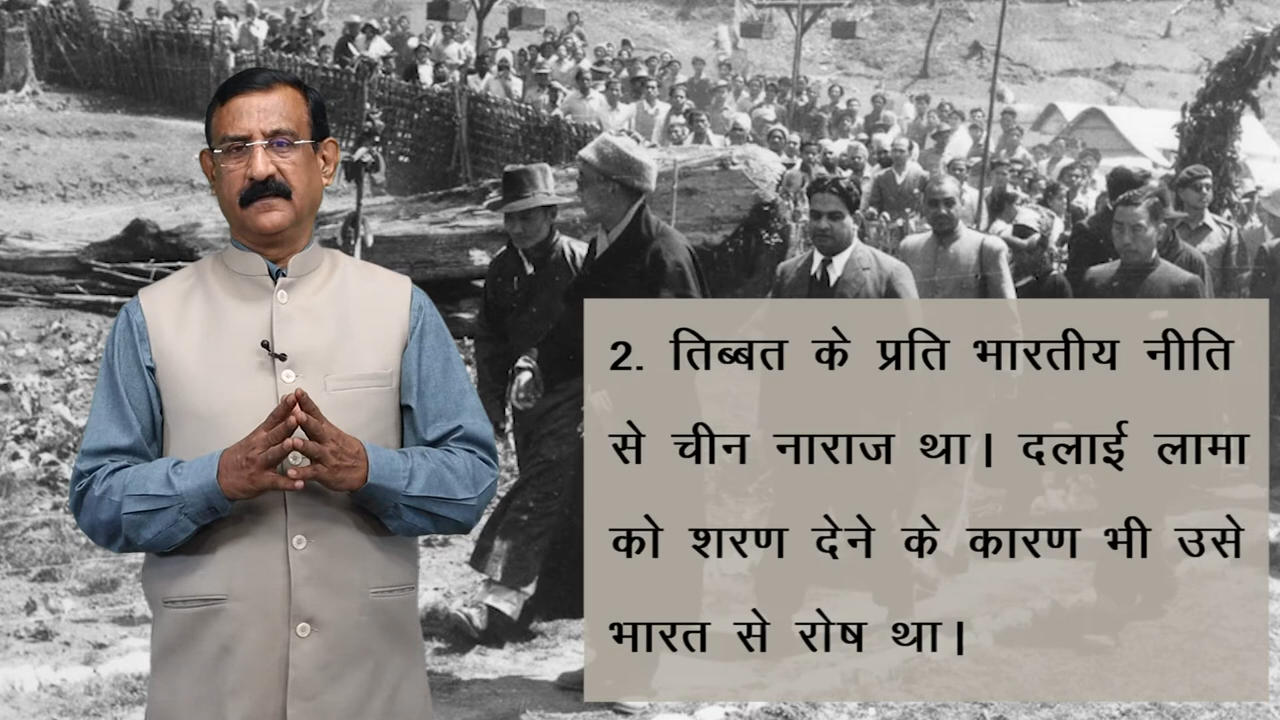 2. तिब्बत के प्रति भारतीय नीति
से चीन नाराज था। दलाई लामा
को शरण देने के कारण भी उसे
भारत से रोष था।